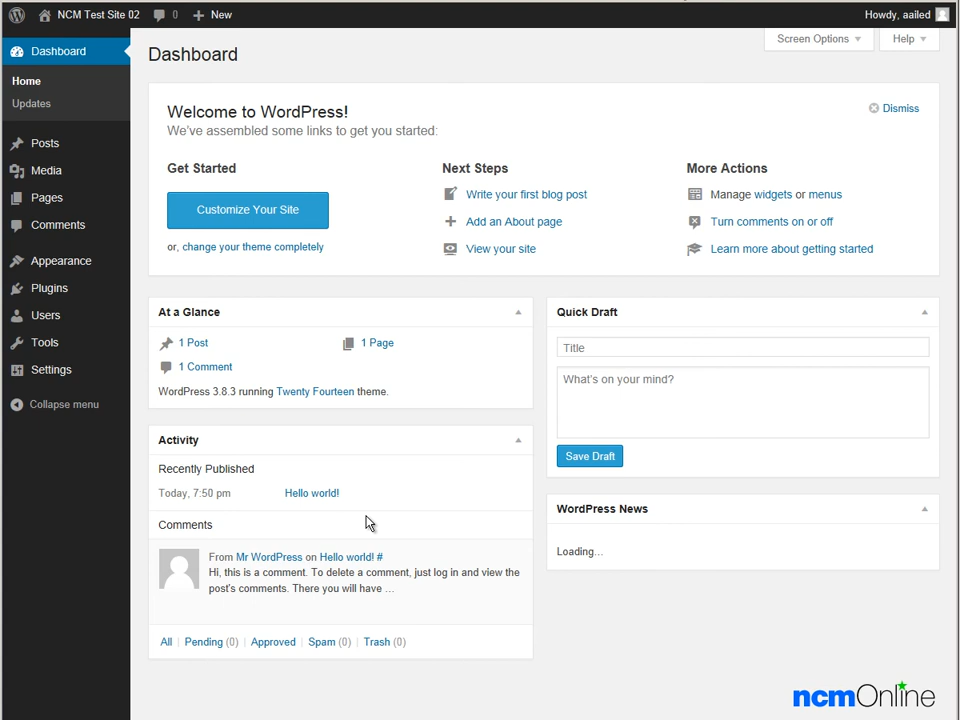 NCM Test Site 02 0 New Howdy, aailed
Screen Options Help
Dashboard
Home
Updates
Posts
Media
Pages
Comments
Appearance
Plugins
Users
Tools
Settings
Collapse menu
Dashboard
Welcome to WordPress!
We've assembled some links to get you started:
Dismiss
Get Started
Customize Your Site
or, change your theme completely
Next Steps
Write your first blog post
Add an About page
View your site
More Actions
Manage widgets or menus
Turn comments on or off
Learn more about getting started
At a Glance
1 Post 1 Page
1 Comment
WordPress 3.8.3 running Twenty Fourteen theme.
Activity
Recently Published
Today, 7:50 pm Hello world!
Comments
From Mr WordPress on Hello world! #
Hi, this is a comment. To delete a comment, just log in and view the
post's comments. There you will have ...
All | Pending (0) | Approved | Spam (0) | Trash (0)
Quick Draft
Title
What's on your mind?
Save Draft
WordPress News
Loading...
ncmOnline